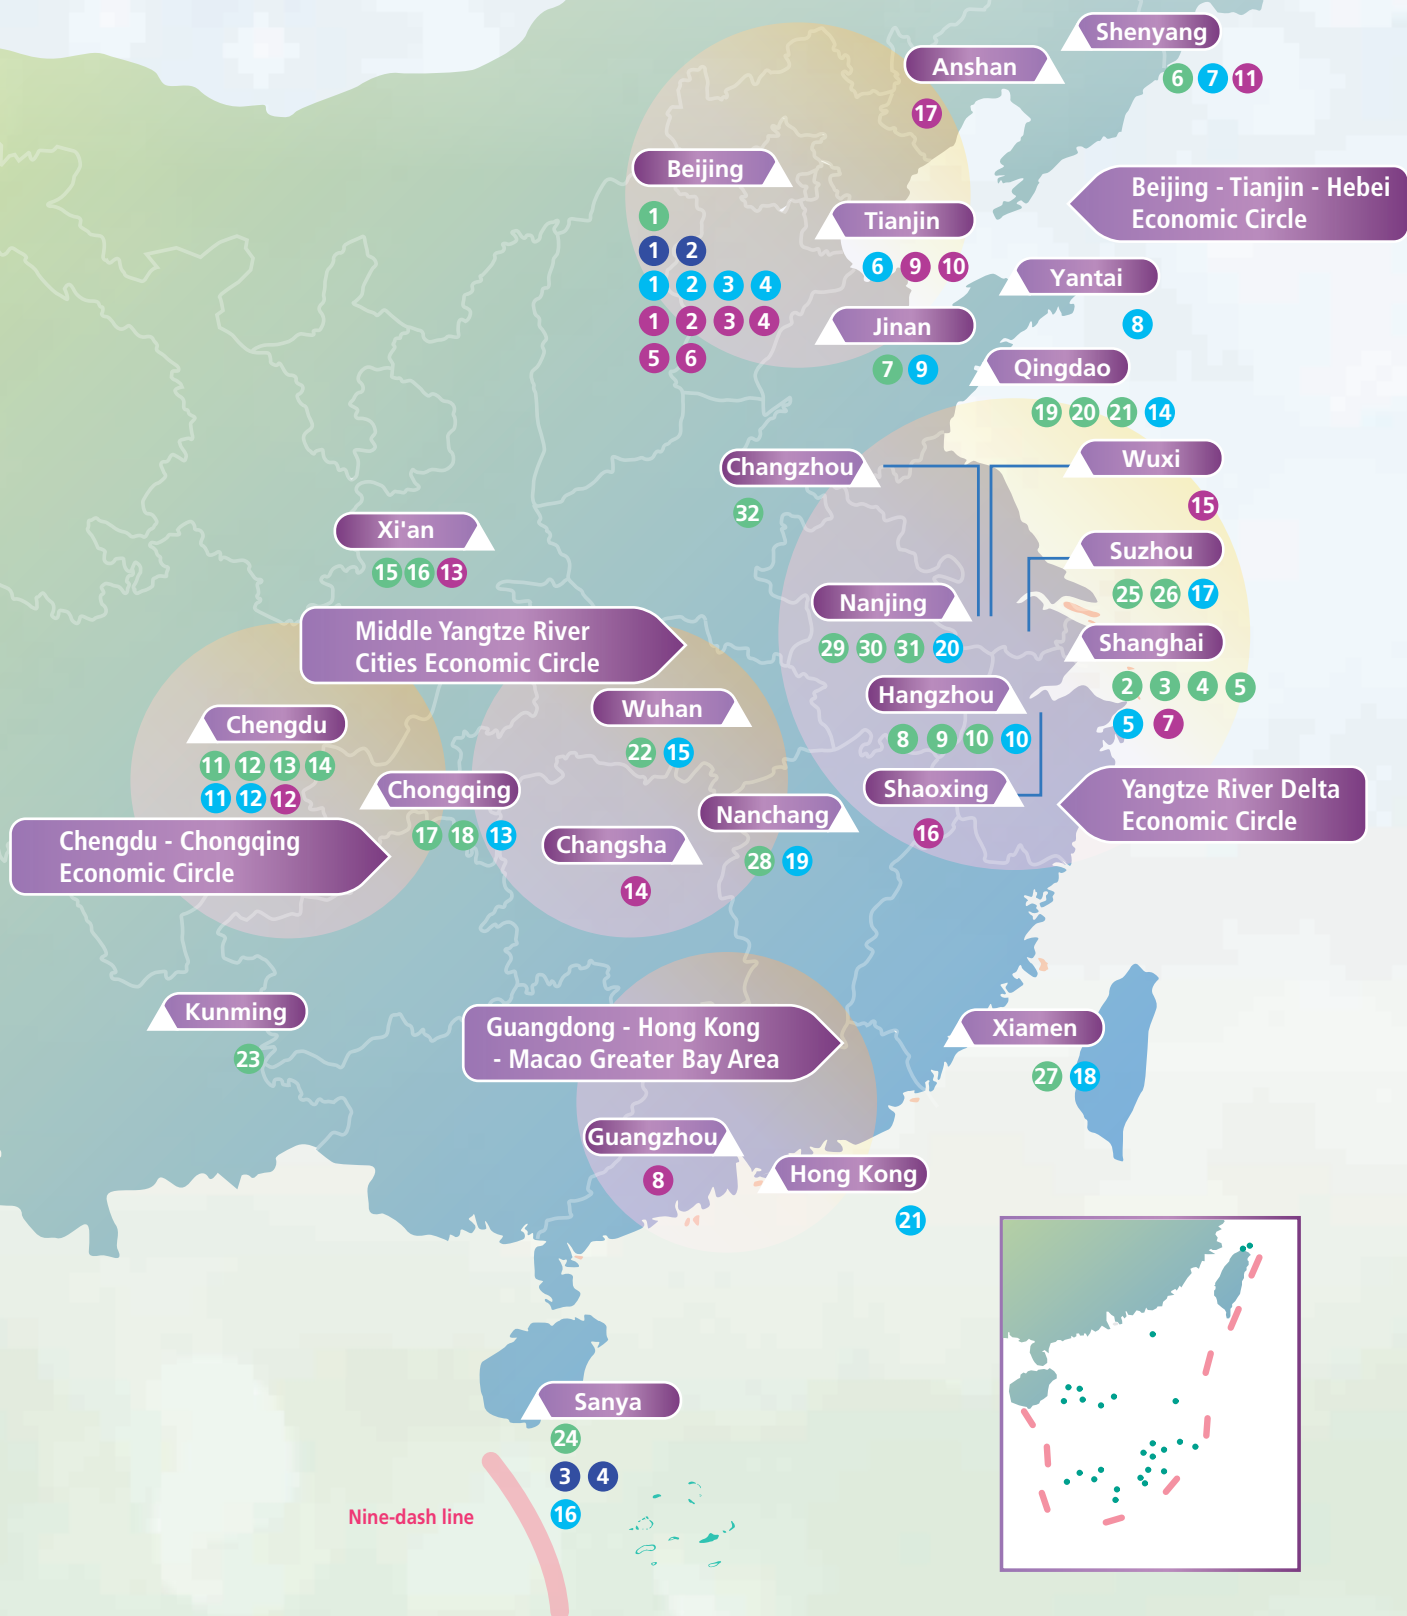 Shenyang
6 7 11
Anshan
17
Beijing
1
1 2
1 2 3 4
1 2 3 4
5 6
Beijing - Tianjin - Hebei
Economic Circle
Tianjin
6 9 10
Yantai
8
Jinan
7 9
Qingdao
19 20 21 14
Changzhou
32
Wuxi
15
Xi'an
15 16 13
Suzhou
25 26 17
Nanjing
29 30 31 20
Middle Yangtze River
Cities Economic Circle
Shanghai
2 3 4 5
5 7
Hangzhou
8 9 10 10
Wuhan
22 15
Chengdu
11 12 13 14
11 12 12
Chongqing
17 18 13
Shaoxing
16
Yangtze River Delta
Economic Circle
Nanchang
28 19
Changsha
14
Chengdu - Chongqing
Economic Circle
Kunming
23
Guangdong - Hong Kong
- Macao Greater Bay Area
Xiamen
27 18
Guangzhou
8
Hong Kong
21
Sanya
24
3 4
16
Nine-dash line